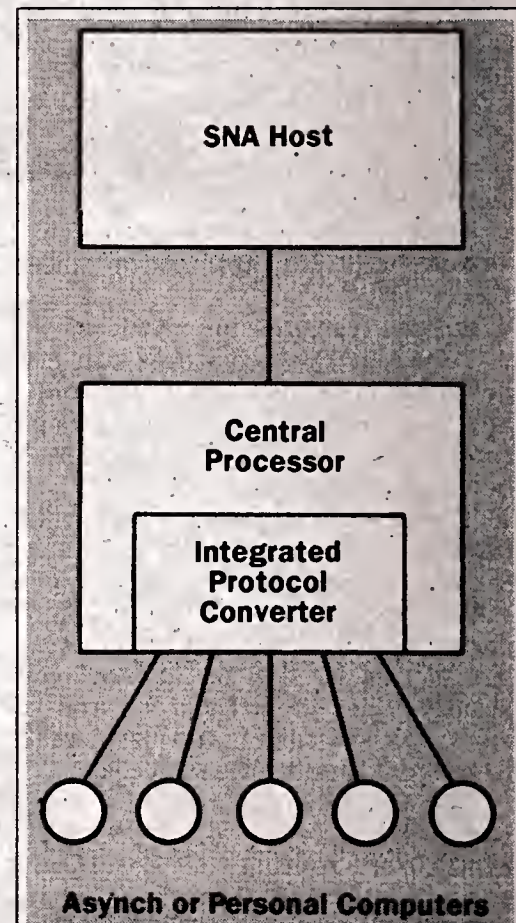 SNA Host
Central
Processor
Integrated
Protocol
Converter
Asynch or Personal Computers